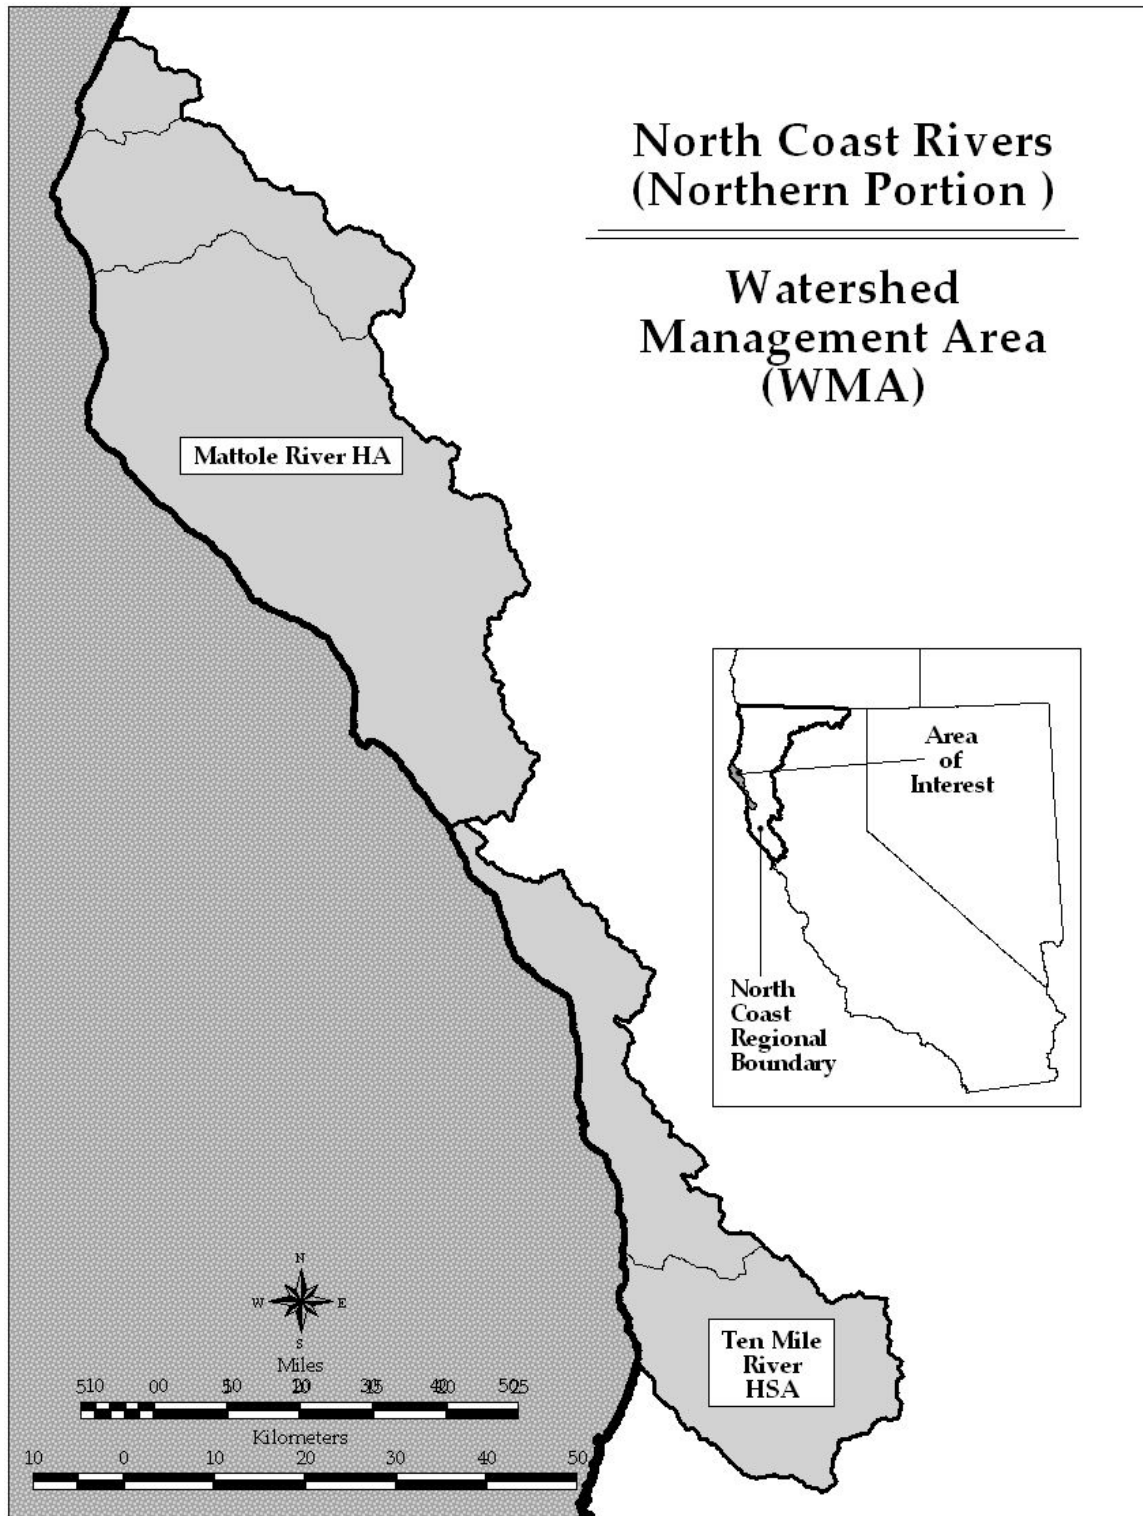 North Coast Rivers
(Northern Portion )
Watershed
Management Area
(WMA)
Mattole River HA
Area
of
Interest
North
Coast
Regional
Boundary
N
W E
S
Ten Mile
River
HSA
Miles
Kilometers
10 0 10 20 30 40 50